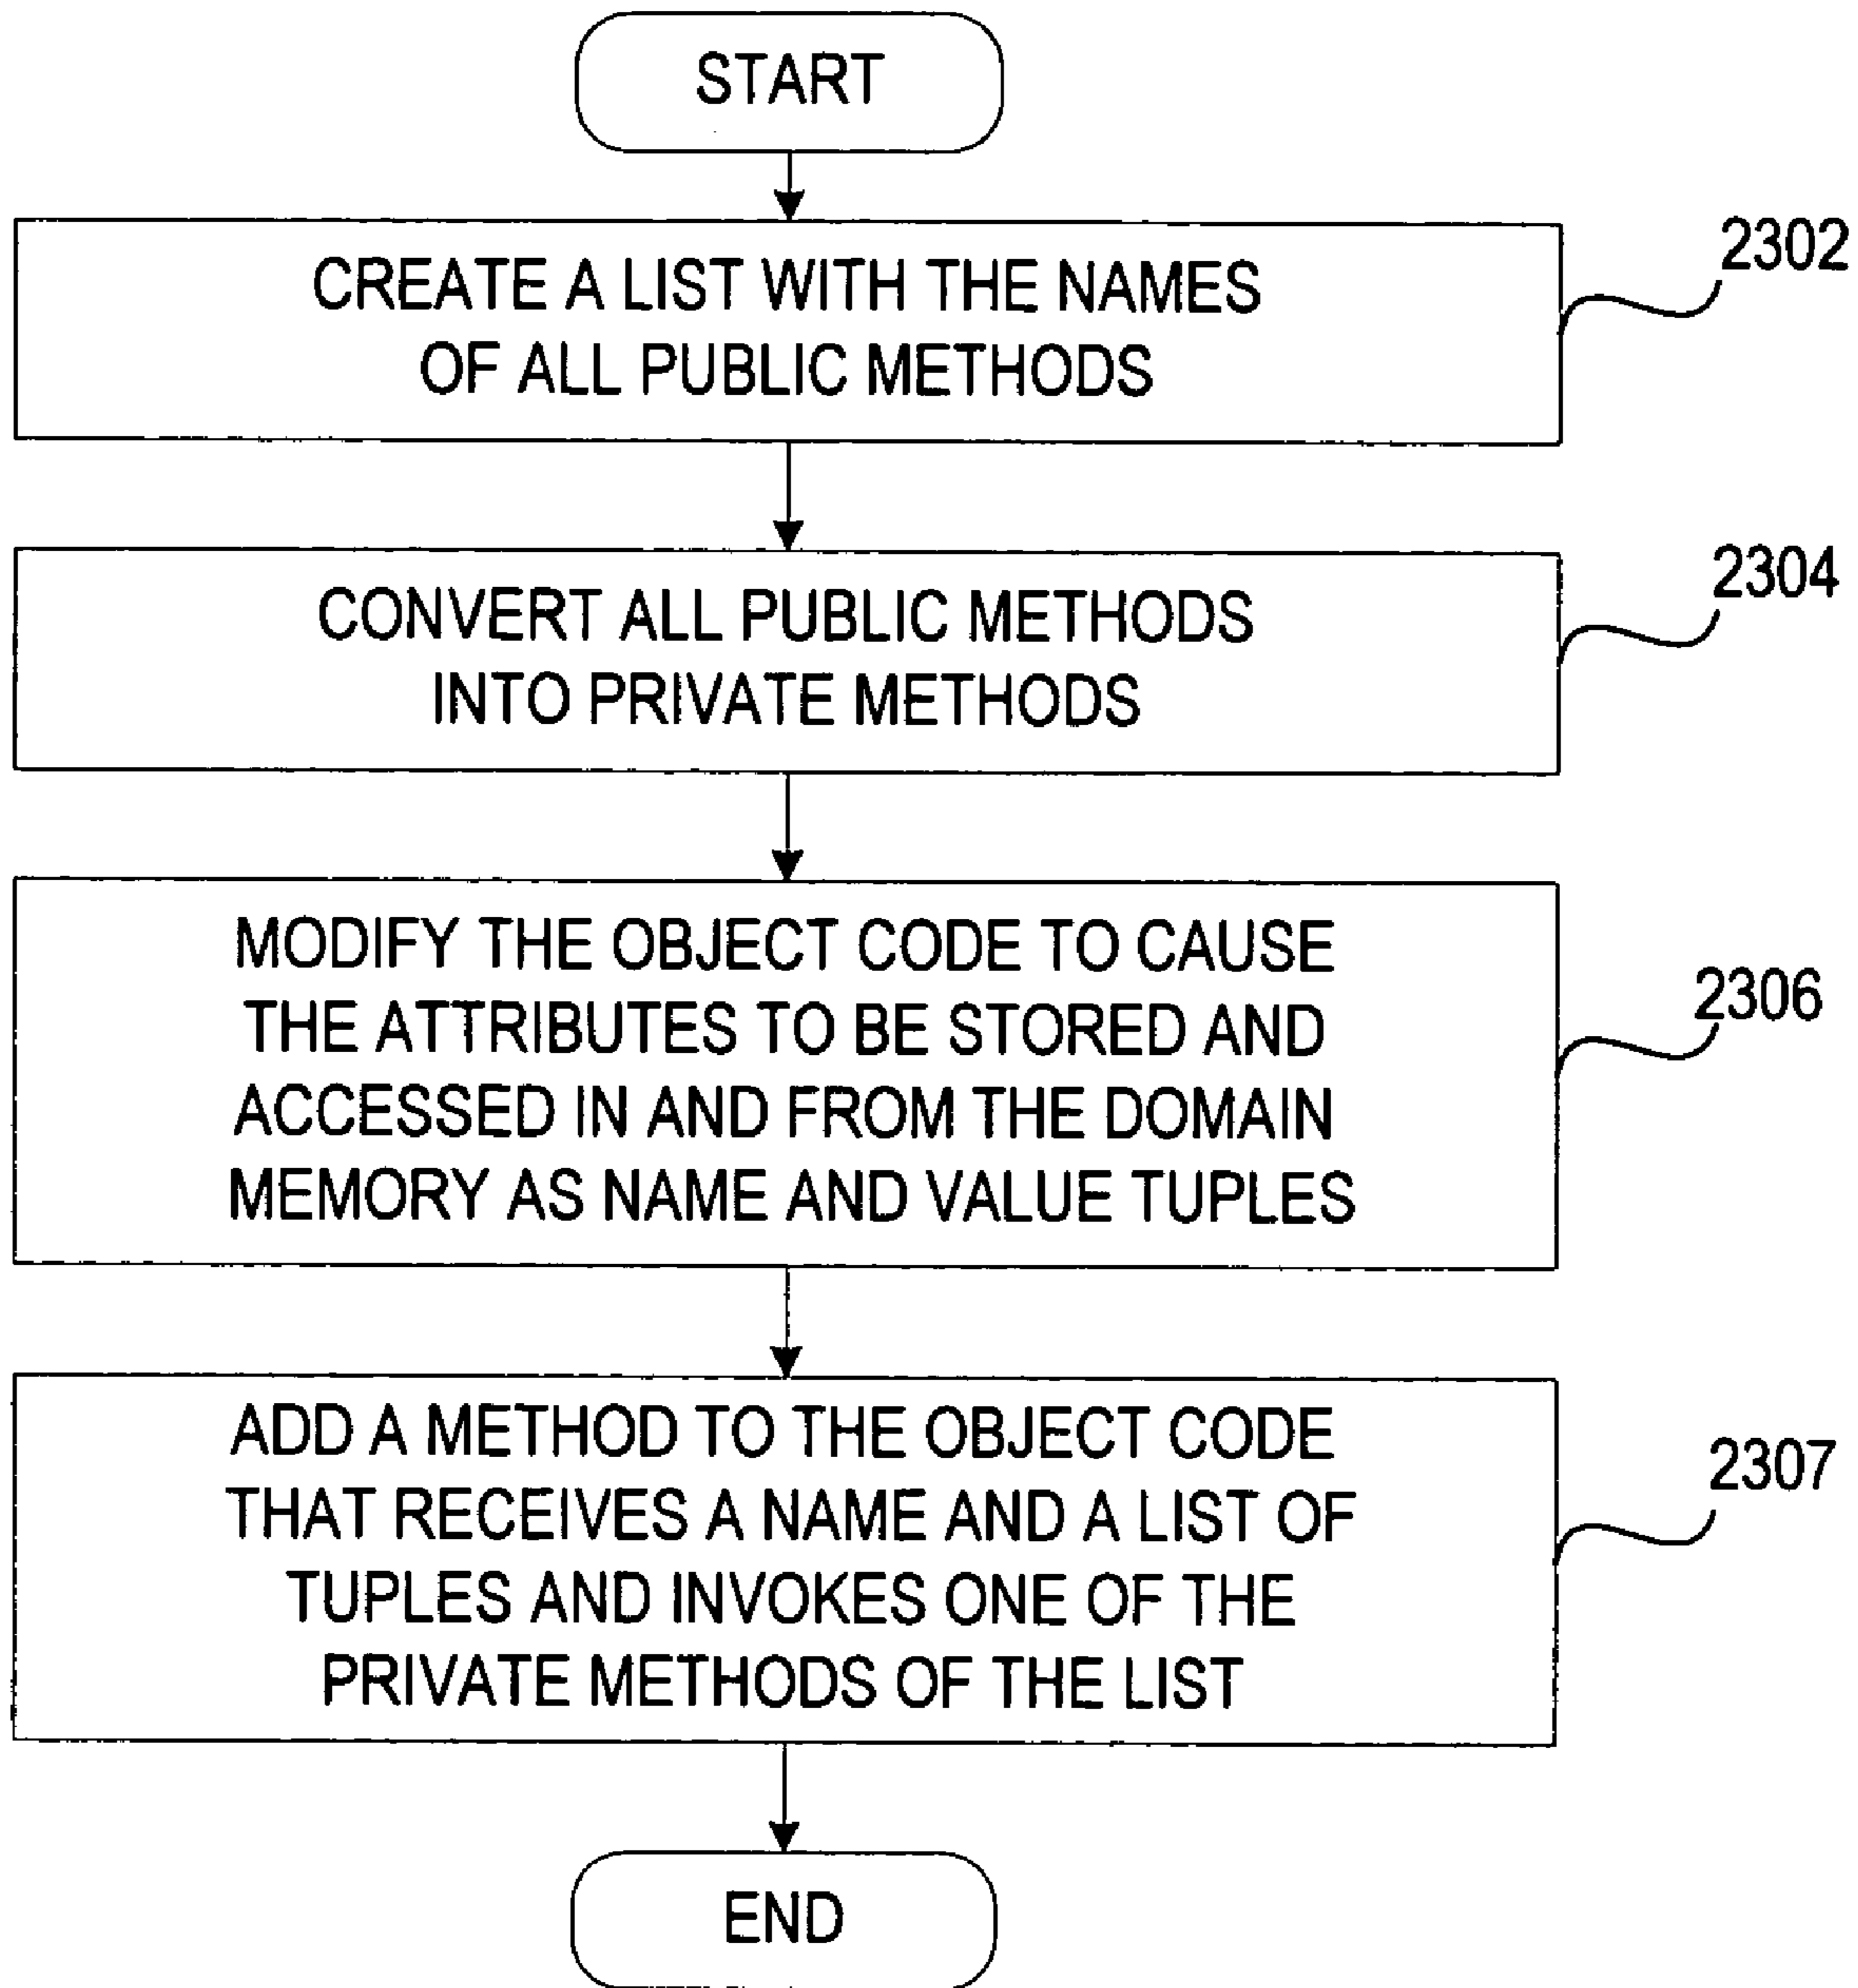 START
CREATE A LIST WITH THE NAMES
OF ALL PUBLIC METHODS
2302
CONVERT ALL PUBLIC METHODS
INTO PRIVATE METHODS
2304
MODIFY THE OBJECT CODE TO CAUSE
THE ATTRIBUTES TO BE STORED AND
ACCESSED IN AND FROM THE DOMAIN
MEMORY AS NAME AND VALUE TUPLES
2306
ADD A METHOD TO THE OBJECT CODE
THAT RECEIVES A NAME AND A LIST OF
TUPLES AND INVOKES ONE OF THE
PRIVATE METHODS OF THE LIST
2307
END